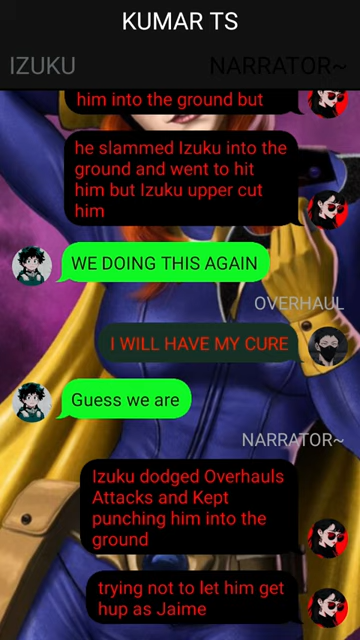 KUMAR TS
IZUKU
NARRATOR~
him into the ground but
he slammed Izuku into the
ground and went to hit
him but Izuku upper cut
him
WE DOING THIS AGAIN
OVERHAUL
I WILL HAVE MY CURE
Guess we are
NARRATOR~
Izuku dodged Overhauls
Attacks and Kept
punching him into the
ground
trying not to let him get
hup as Jaime